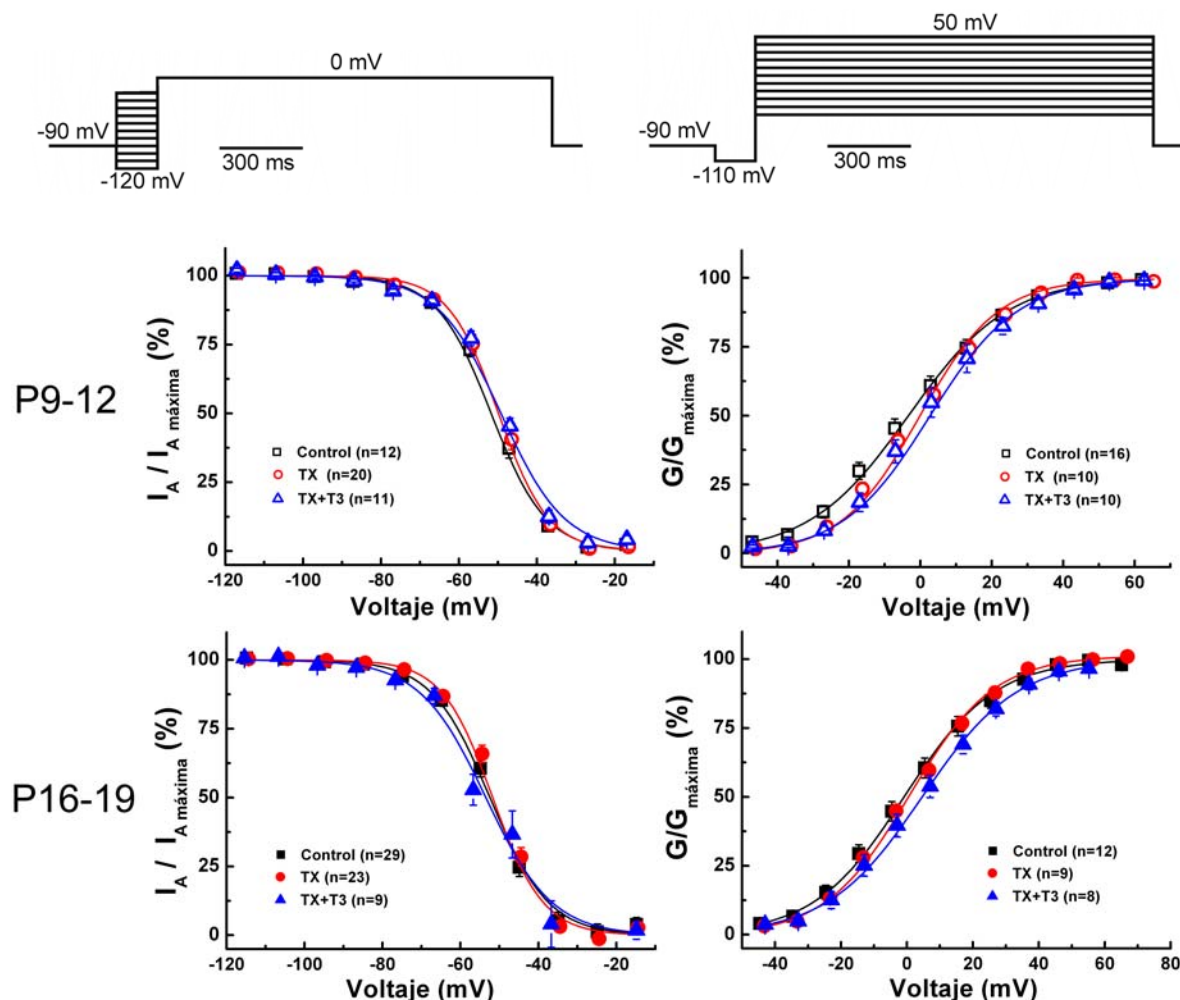 0 mV
-90 mV
300 ms
-120 mV
50 mV
-90 mV
300 ms
-110 mV
P9-12
I_A / I_A máxima (%)
100
75
50
25
0
Control (n=12)
TX (n=20)
TX+T3 (n=11)
-120 -100 -80 -60 -40 -20
Voltaje (mV)
G/G máxima (%)
100
75
50
25
0
Control (n=16)
TX (n=10)
TX+T3 (n=10)
-40 -20 0 20 40 60
Voltaje (mV)
P16-19
I_A / I_A máxima (%)
100
75
50
25
0
Control (n=29)
TX (n=23)
TX+T3 (n=9)
-120 -100 -80 -60 -40 -20
Voltaje (mV)
G/G máxima (%)
100
75
50
25
0
Control (n=12)
TX (n=9)
TX+T3 (n=8)
-40 -20 0 20 40 60 80
Voltaje (mV)